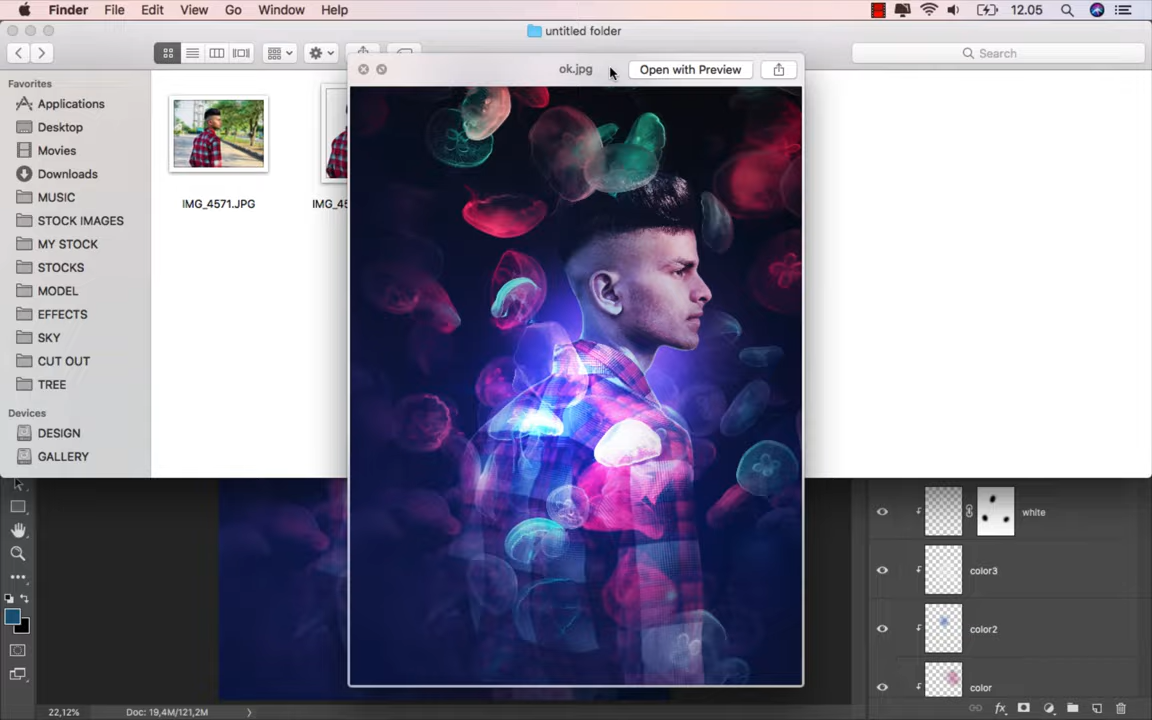 Finder File Edit View Go Window Help 12.05
untitled folder
Search
ok.jpg Open with Preview
Favorites
Applications
Desktop
Movies
Downloads
MUSIC
STOCK IMAGES
MY STOCK
STOCKS
MODEL
EFFECTS
SKY
CUT OUT
TREE
Devices
DESIGN
GALLERY
IMG_4571.JPG
white
color3
color2
color
fx
22,12% Doc: 19,4M/121,2M